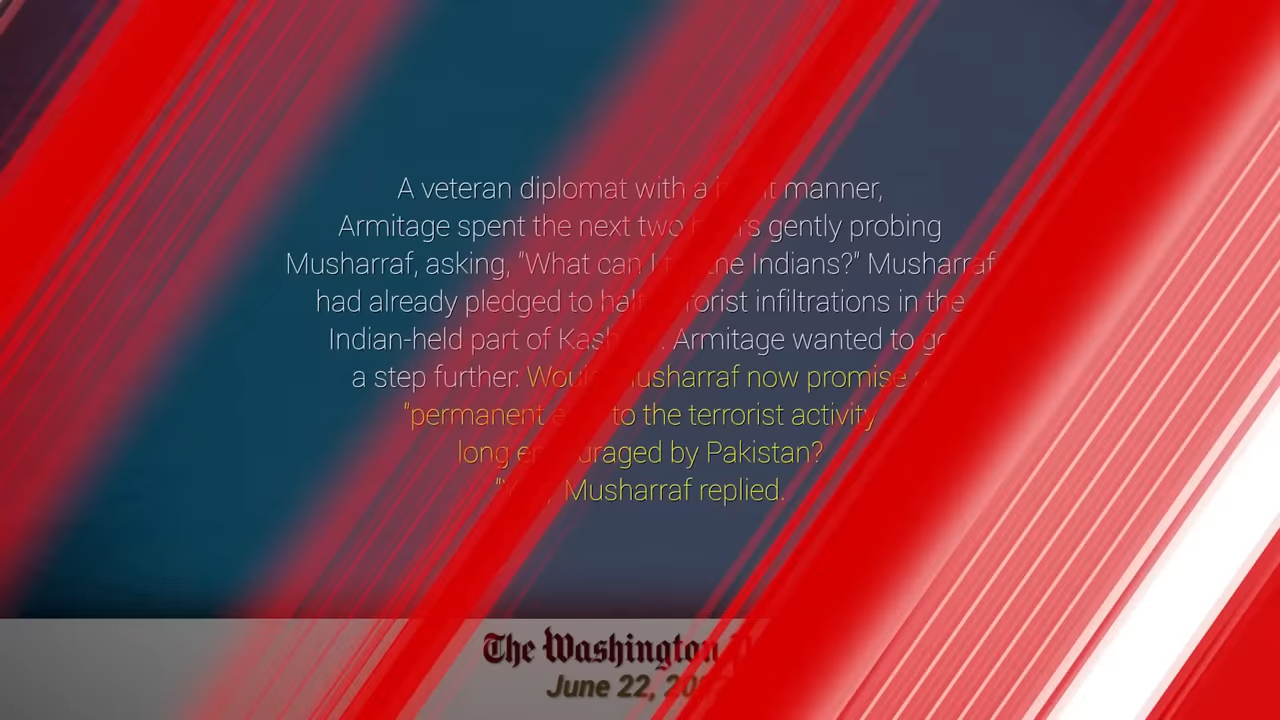 A veteran diplomat with a manner,
Armitage spent the next two gently probing
Musharraf, asking, "What can I the Indians?" Musharraf
had already pledged to halt infiltrations in the
Indian-held part of Armitage wanted to go
a step further. Musharraf now promise
"permanent to the terrorist activity
long by Pakistan?
Musharraf replied.
The Washington
June 22,